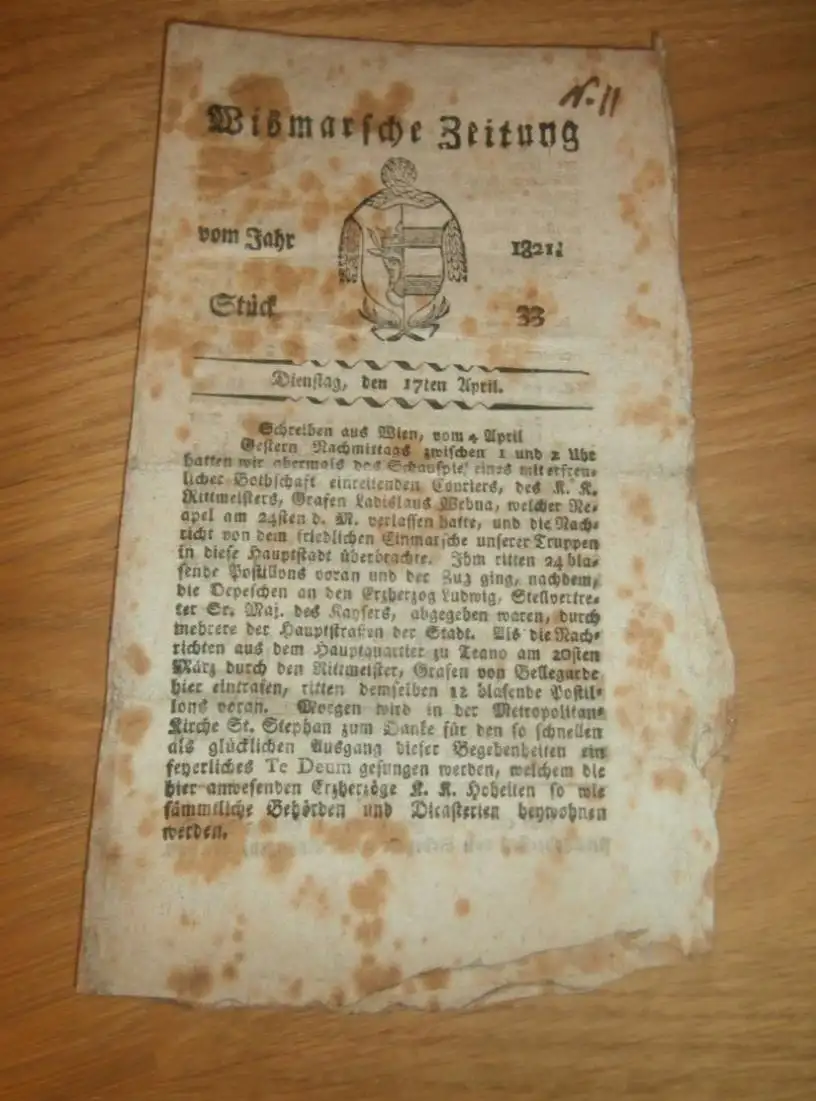 N. 11
Wismarsche Zeitung
vom Jahr 1821.
Stück 33
Dienstag, den 17ten April.
Schreiben aus Wien, vom 4 April
Gestern Nachmittags zwischen 1 und 2 Uhr
hatten wir abermals das Schauspiel eines mit erfreu-
licher Bothschaft einreitenden Couriers, des K. K.
Rittmeisters, Grafen Ladislaus Wrbna, welcher Ne-
apel am 24sten d. M. verlassen hatte, und die Nach-
richt von dem friedlichen Einmarsche unserer Truppen
in diese Hauptstadt überbrachte. Ihm ritten 24 bla-
sende Postillons voran und der Zug ging, nachdem,
die Depeschen an den Erzherzog Ludwig, Stellvertre-
ter Sr. Maj. des Kaysers, abgegeben waren, durch
mehrere der Hauptstraßen der Stadt. Als die Nach-
richten aus dem Hauptquartier zu Teano am 20sten
März durch den Rittmeister, Grafen von Bellegarde
hier eintrafen, ritten demselben 12 blasende Postil-
lons voran. Morgen wird in der Metropolitan-
Kirche St. Stephan zum Danke für den so schnellen
als glücklichen Ausgang dieser Begebenheiten ein
feyerliches Te Deum gesungen werden, welchem die
hier anwesenden Erzherzöge K. K. Hoheiten so wie
sämmtliche Behörden und Dicasterien beywohnen
werden.